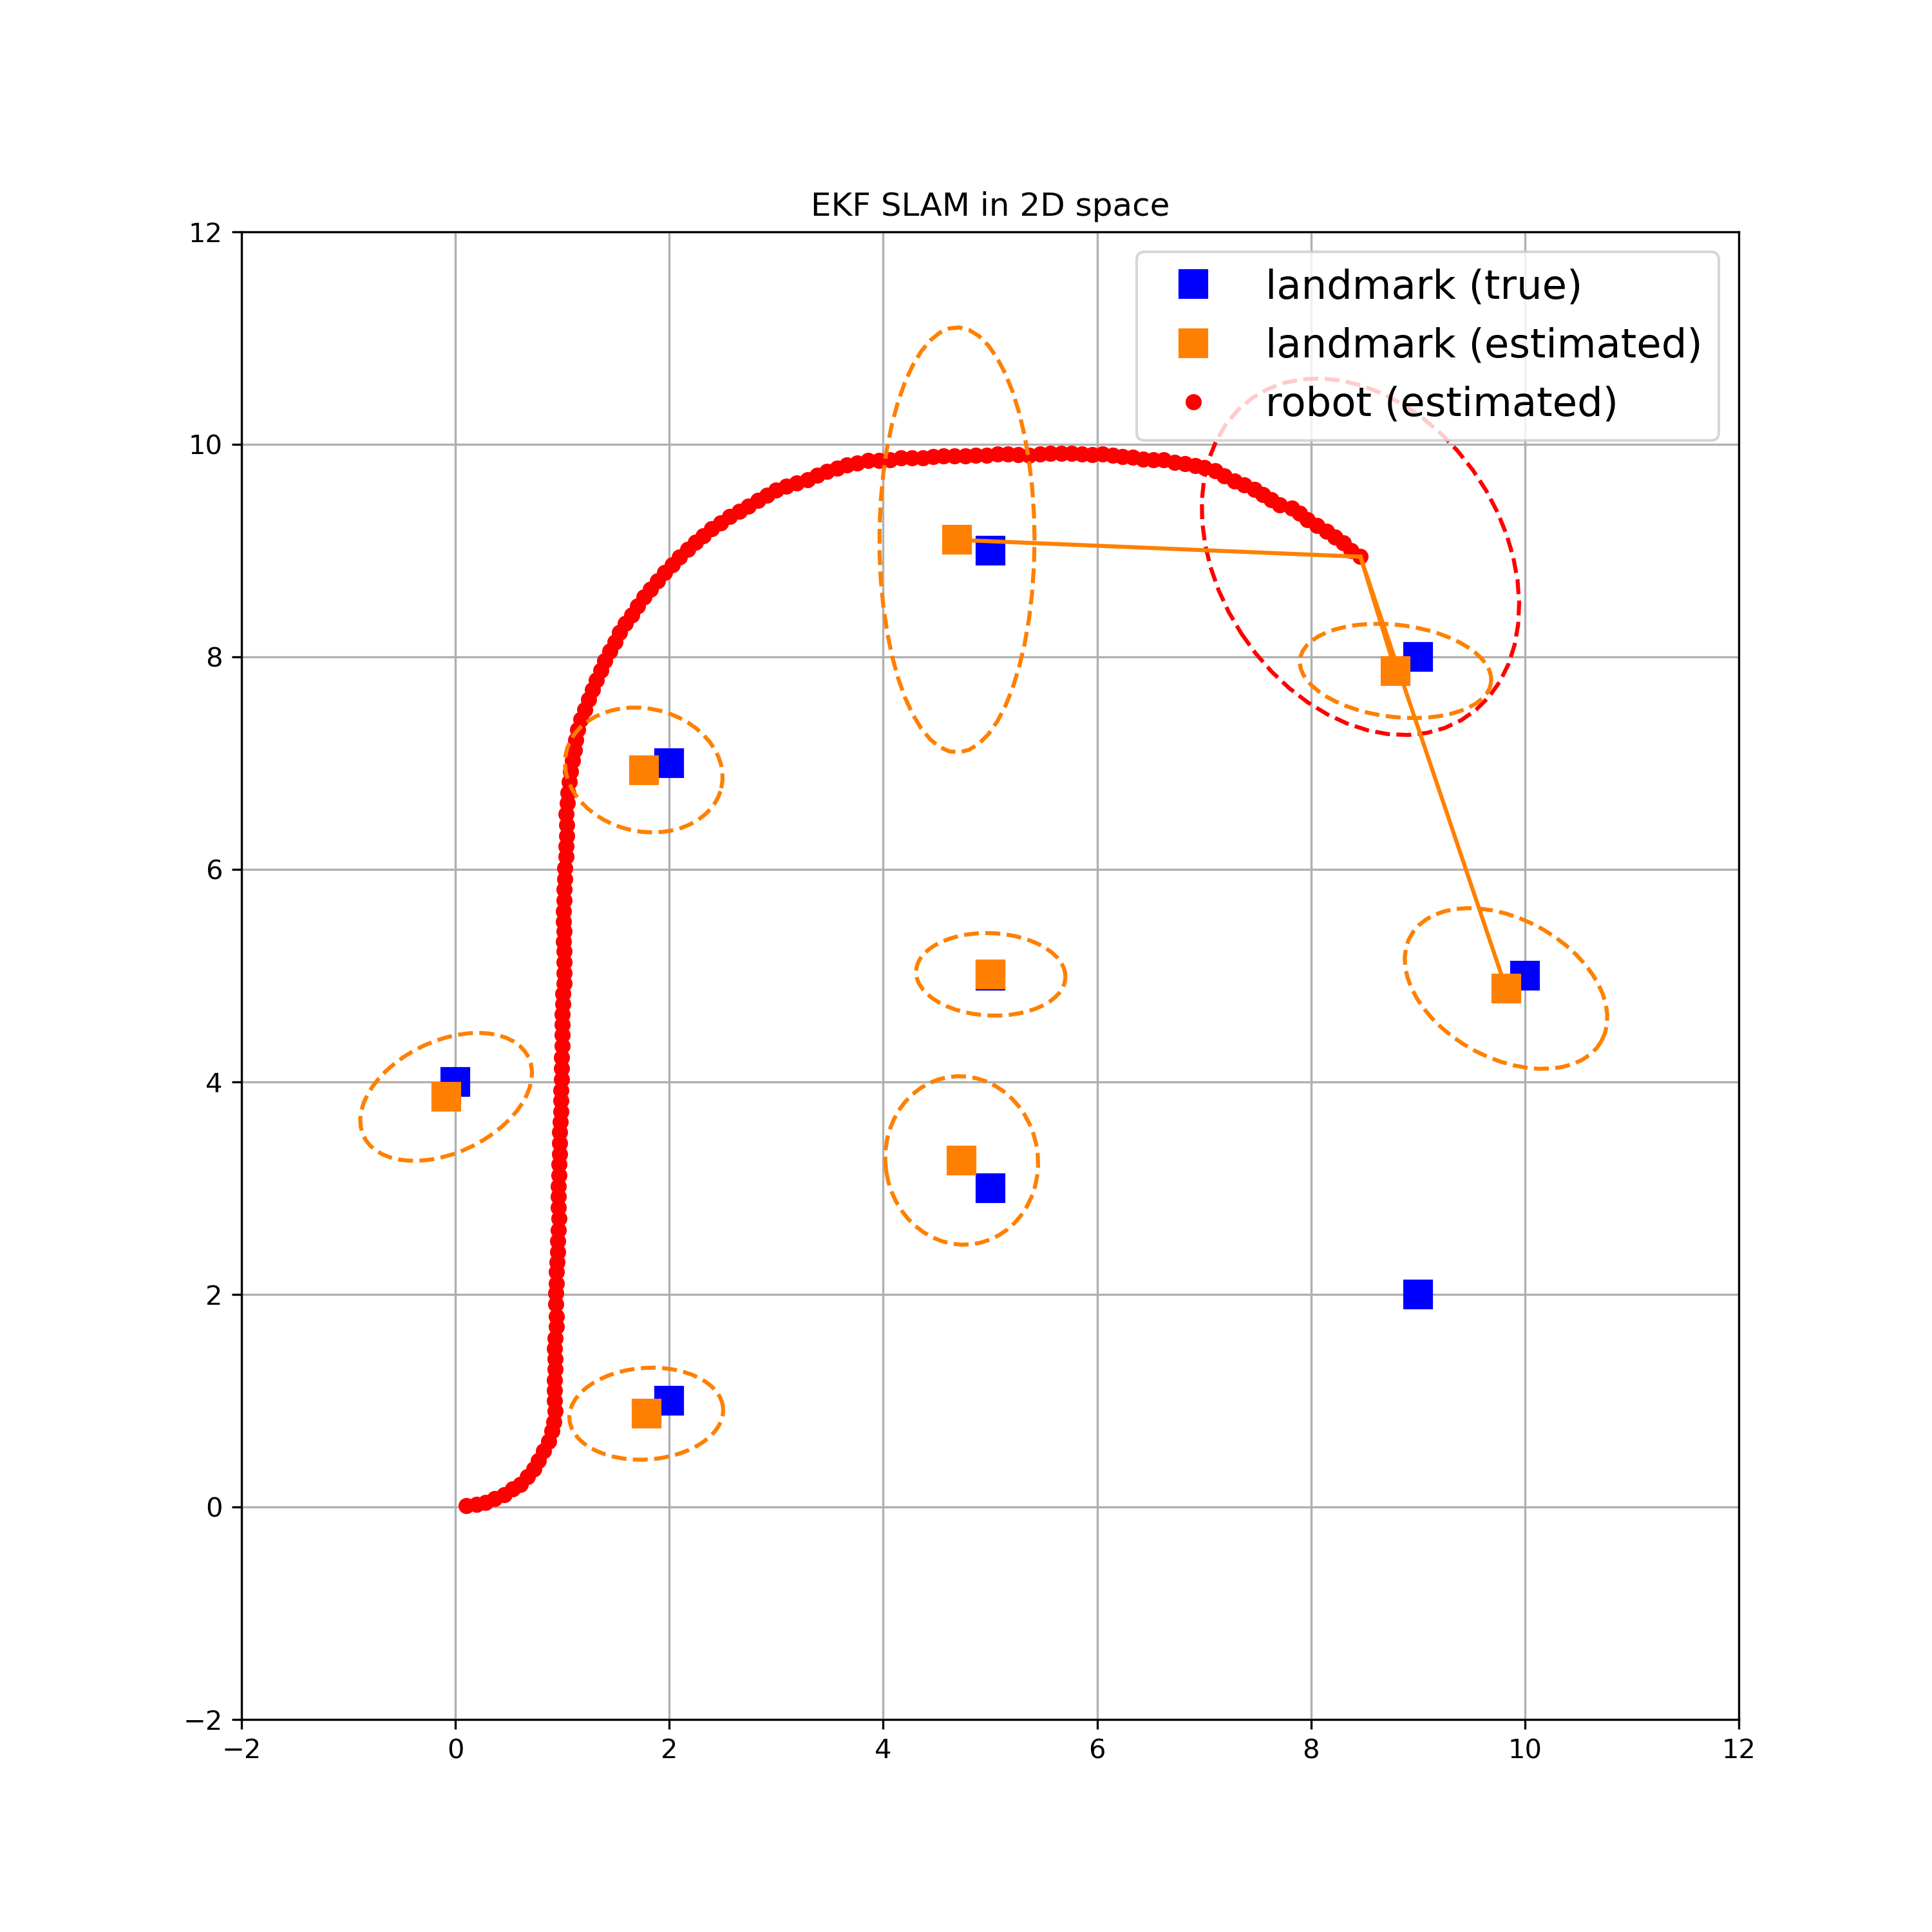 EKF SLAM in 2D space
12
10
8
6
4
2
0
−2
landmark (true)
landmark (estimated)
robot (estimated)
−2 0 2 4 6 8 10 12